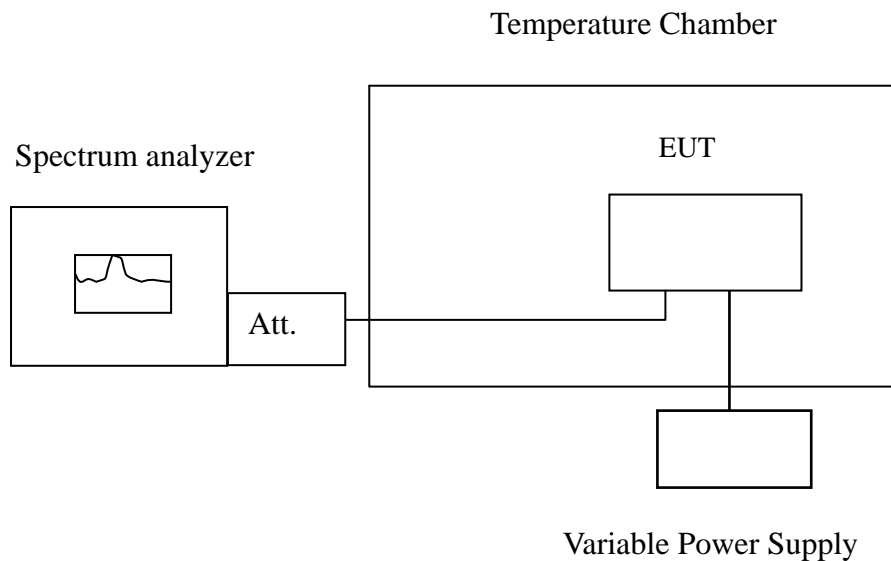 Temperature Chamber
Spectrum analyzer
EUT
Att.
Variable Power Supply